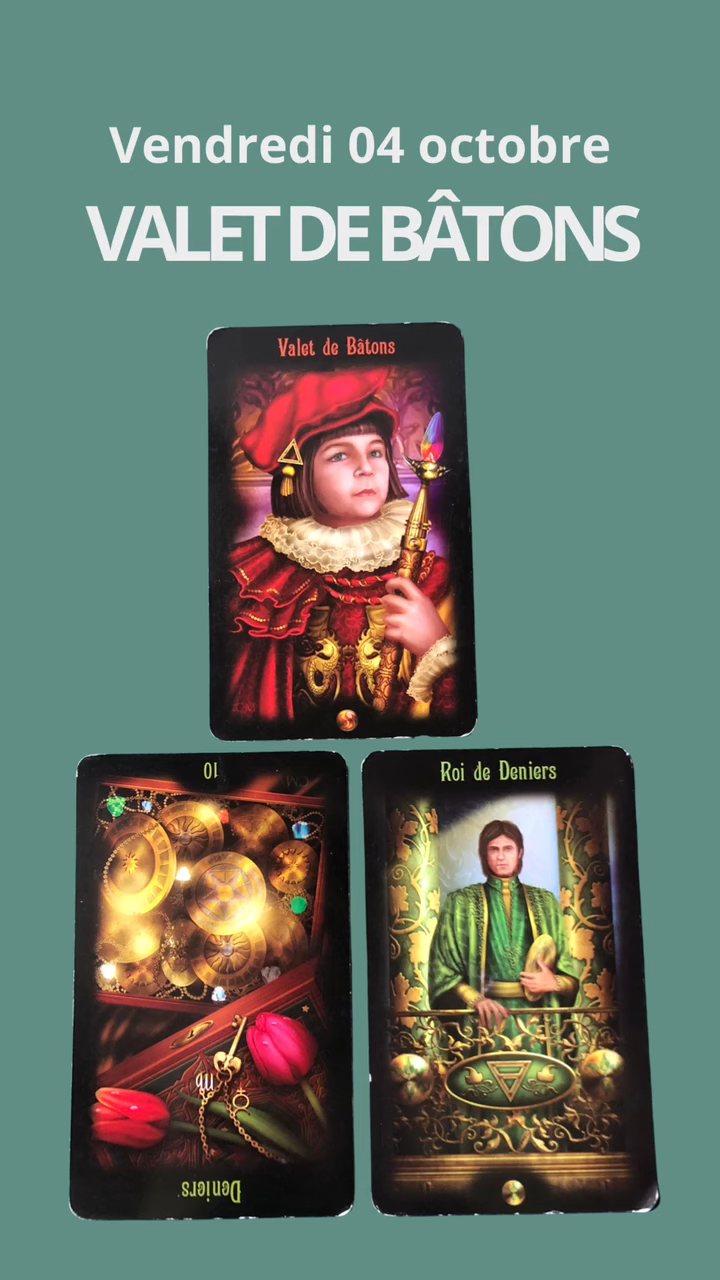 Vendredi 04 octobre
VALET DE BÂTONS
Valet de Bâtons
10
Deniers
Roi de Deniers